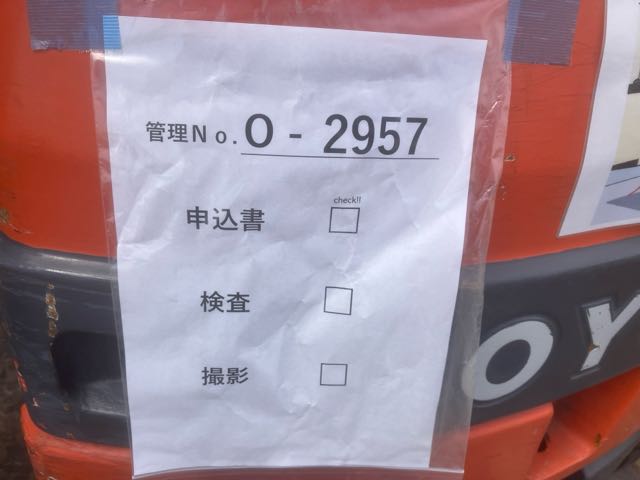 管理No. O - 2957
check!!
申込書 □
検査 □
撮影 □
OY